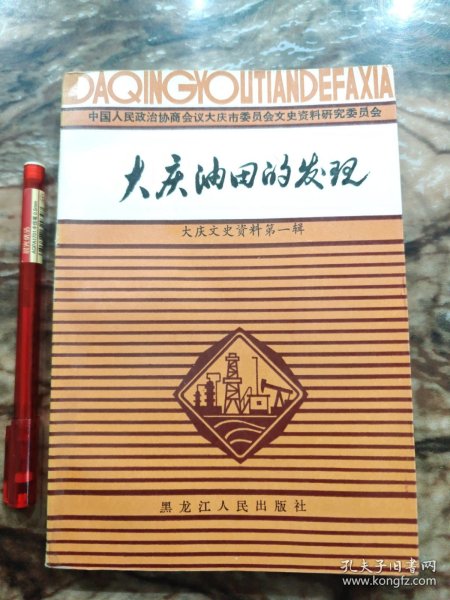 DAQINGYOUTIANDEFAXIA
中国人民政治协商会议大庆市委员会文史资料研究委员会
大庆油田的发现
大庆文史资料第一辑
黑龙江人民出版社
孔夫子旧书网
www.kongfz.com